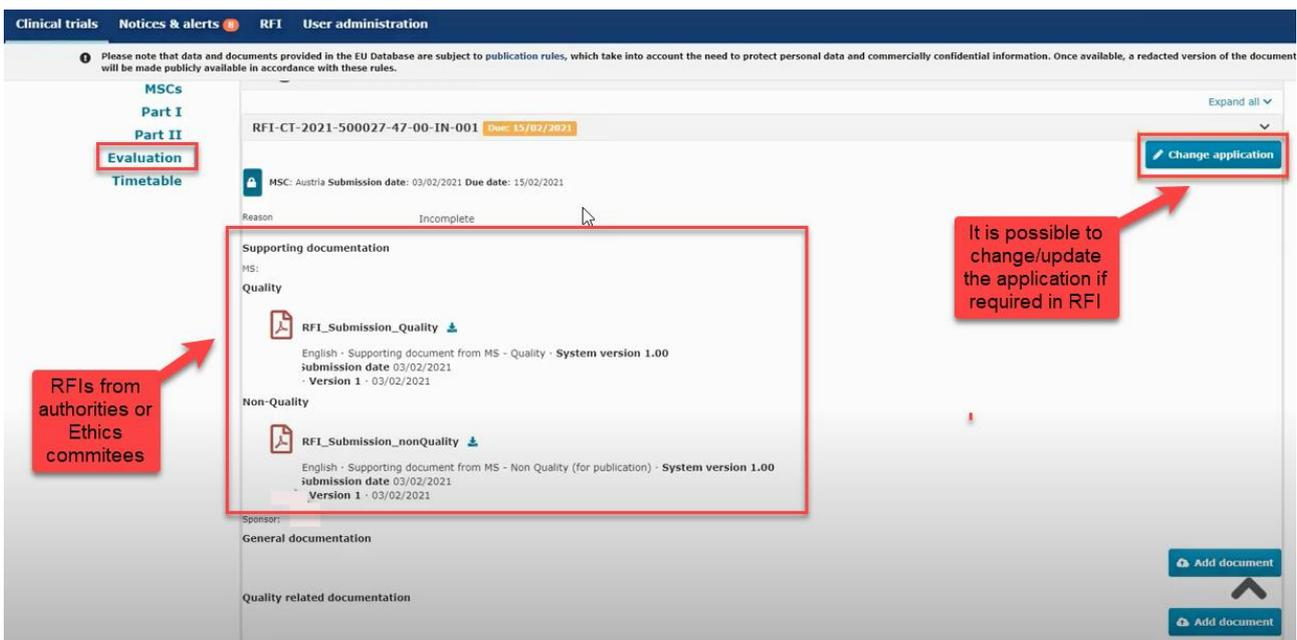 Clinical trials Notices & alerts 8 RFI User administration
Please note that data and documents provided in the EU Database are subject to publication rules, which take into account the need to protect personal data and commercially confidential information. Once available, a redacted version of the document
will be made publicly available in accordance with these rules.
MSCs
Part I
Part II
Evaluation
Timetable
Expand all
RFI-CT-2021-500027-47-00-IN-001 Due: 15/02/2021
Change application
MSC: Austria Submission date: 03/02/2021 Due date: 15/02/2021
Reason Incomplete
Supporting documentation
MS:
Quality
RFI_Submission_Quality
English · Supporting document from MS - Quality · System version 1.00
submission date 03/02/2021
· Version 1 · 03/02/2021
Non-Quality
RFI_Submission_nonQuality
English · Supporting document from MS - Non Quality (for publication) · System version 1.00
submission date 03/02/2021
Version 1 · 03/02/2021
Sponsor:
General documentation
Add document
Quality related documentation
Add document
RFIs from
authorities or
Ethics
commitees
It is possible to
change/update
the application if
required in RFI